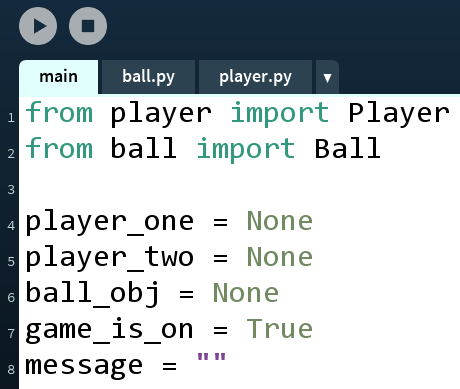 main ball.py player.py
1 from player import Player
2 from ball import Ball
3
4 player_one = None
5 player_two = None
6 ball_obj = None
7 game_is_on = True
8 message = ""